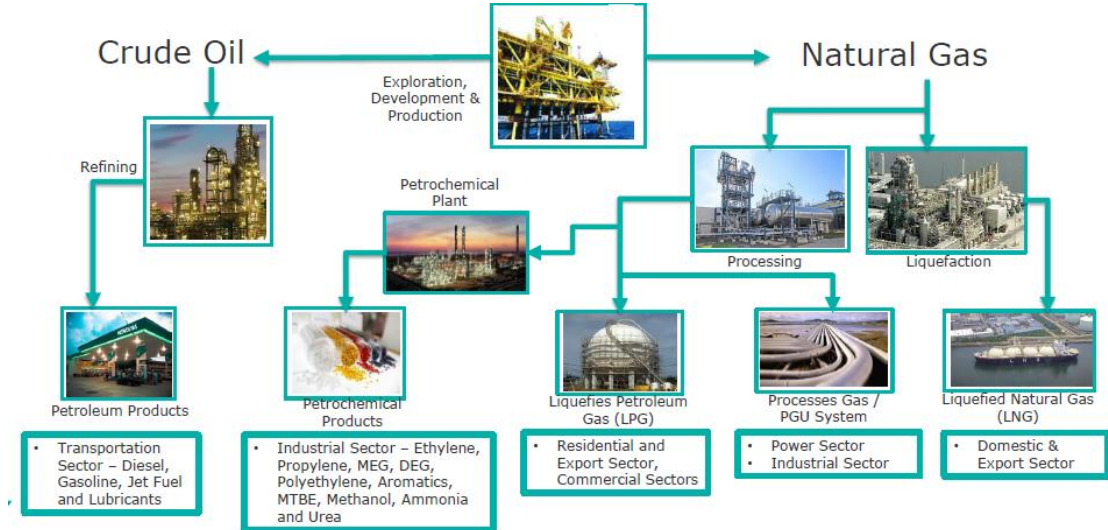 Crude Oil
Natural Gas
Exploration,
Development &
Production
Refining
Petrochemical
Plant
Processing
Liquefaction
Petroleum Products
Petrochemical
Products
Liquefies Petroleum
Gas (LPG)
Processes Gas /
PGU System
Liquefied Natural Gas
(LNG)
• Transportation
Sector – Diesel,
Gasoline, Jet Fuel
and Lubricants
• Industrial Sector – Ethylene,
Propylene, MEG, DEG,
Polyethylene, Aromatics,
MTBE, Methanol, Ammonia
and Urea
• Residential and
Export Sector,
Commercial Sectors
• Power Sector
• Industrial Sector
• Domestic &
Export Sector